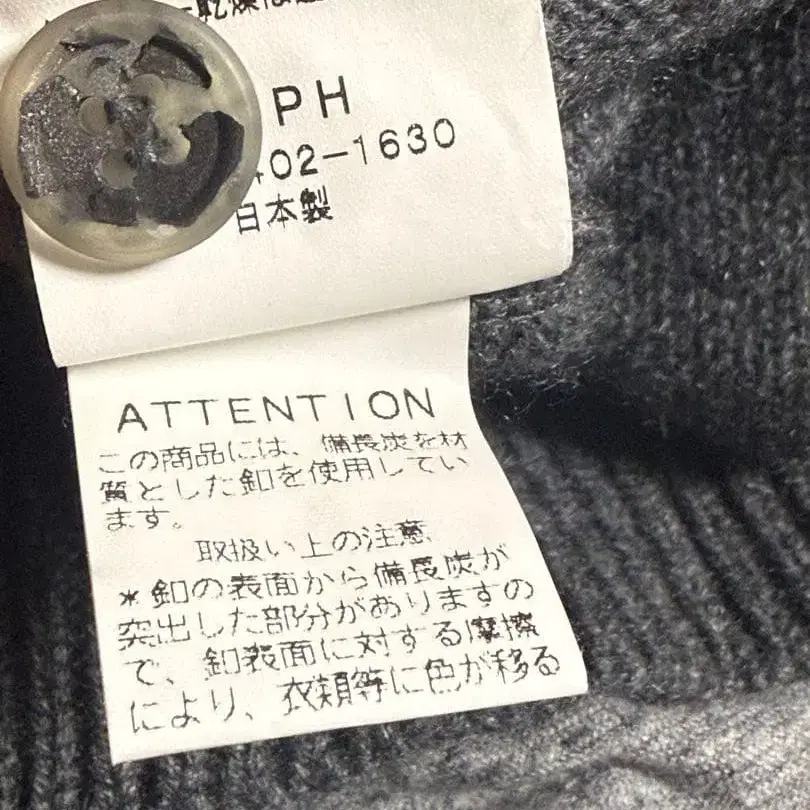 乾燥は
PH
402-1630
日本製
ATTENTION
この商品には、備長炭を材
質とした釦を使用してい
ます。
取扱い上の注意
*釦の表面から備長炭が
突出した部分がありますの
で、釦表面に対する摩擦
により、衣類等に色が移る